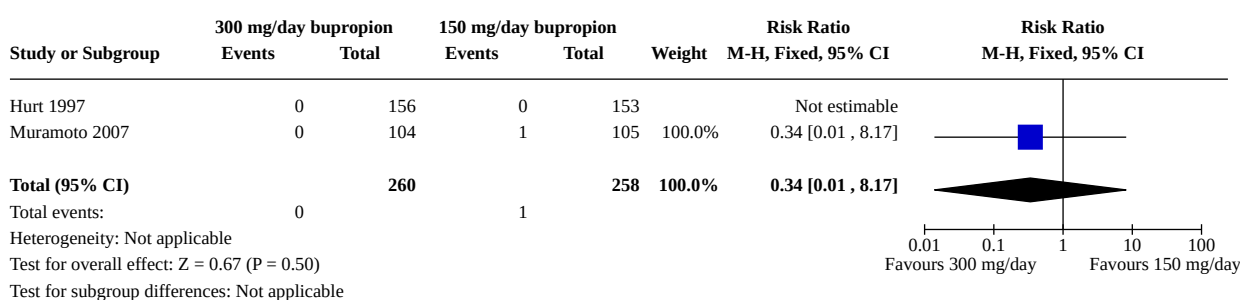 300 mg/day bupropion 150 mg/day bupropion Risk Ratio Risk Ratio
Study or Subgroup Events Total Events Total Weight M-H, Fixed, 95% CI M-H, Fixed, 95% CI
Hurt 1997 0 156 0 153 Not estimable
Muramoto 2007 0 104 1 105 100.0% 0.34 [0.01 , 8.17]
Total (95% CI) 260 258 100.0% 0.34 [0.01 , 8.17]
Total events: 0 1
Heterogeneity: Not applicable 0.01 0.1 1 10 100
Test for overall effect: Z = 0.67 (P = 0.50) Favours 300 mg/day Favours 150 mg/day
Test for subgroup differences: Not applicable